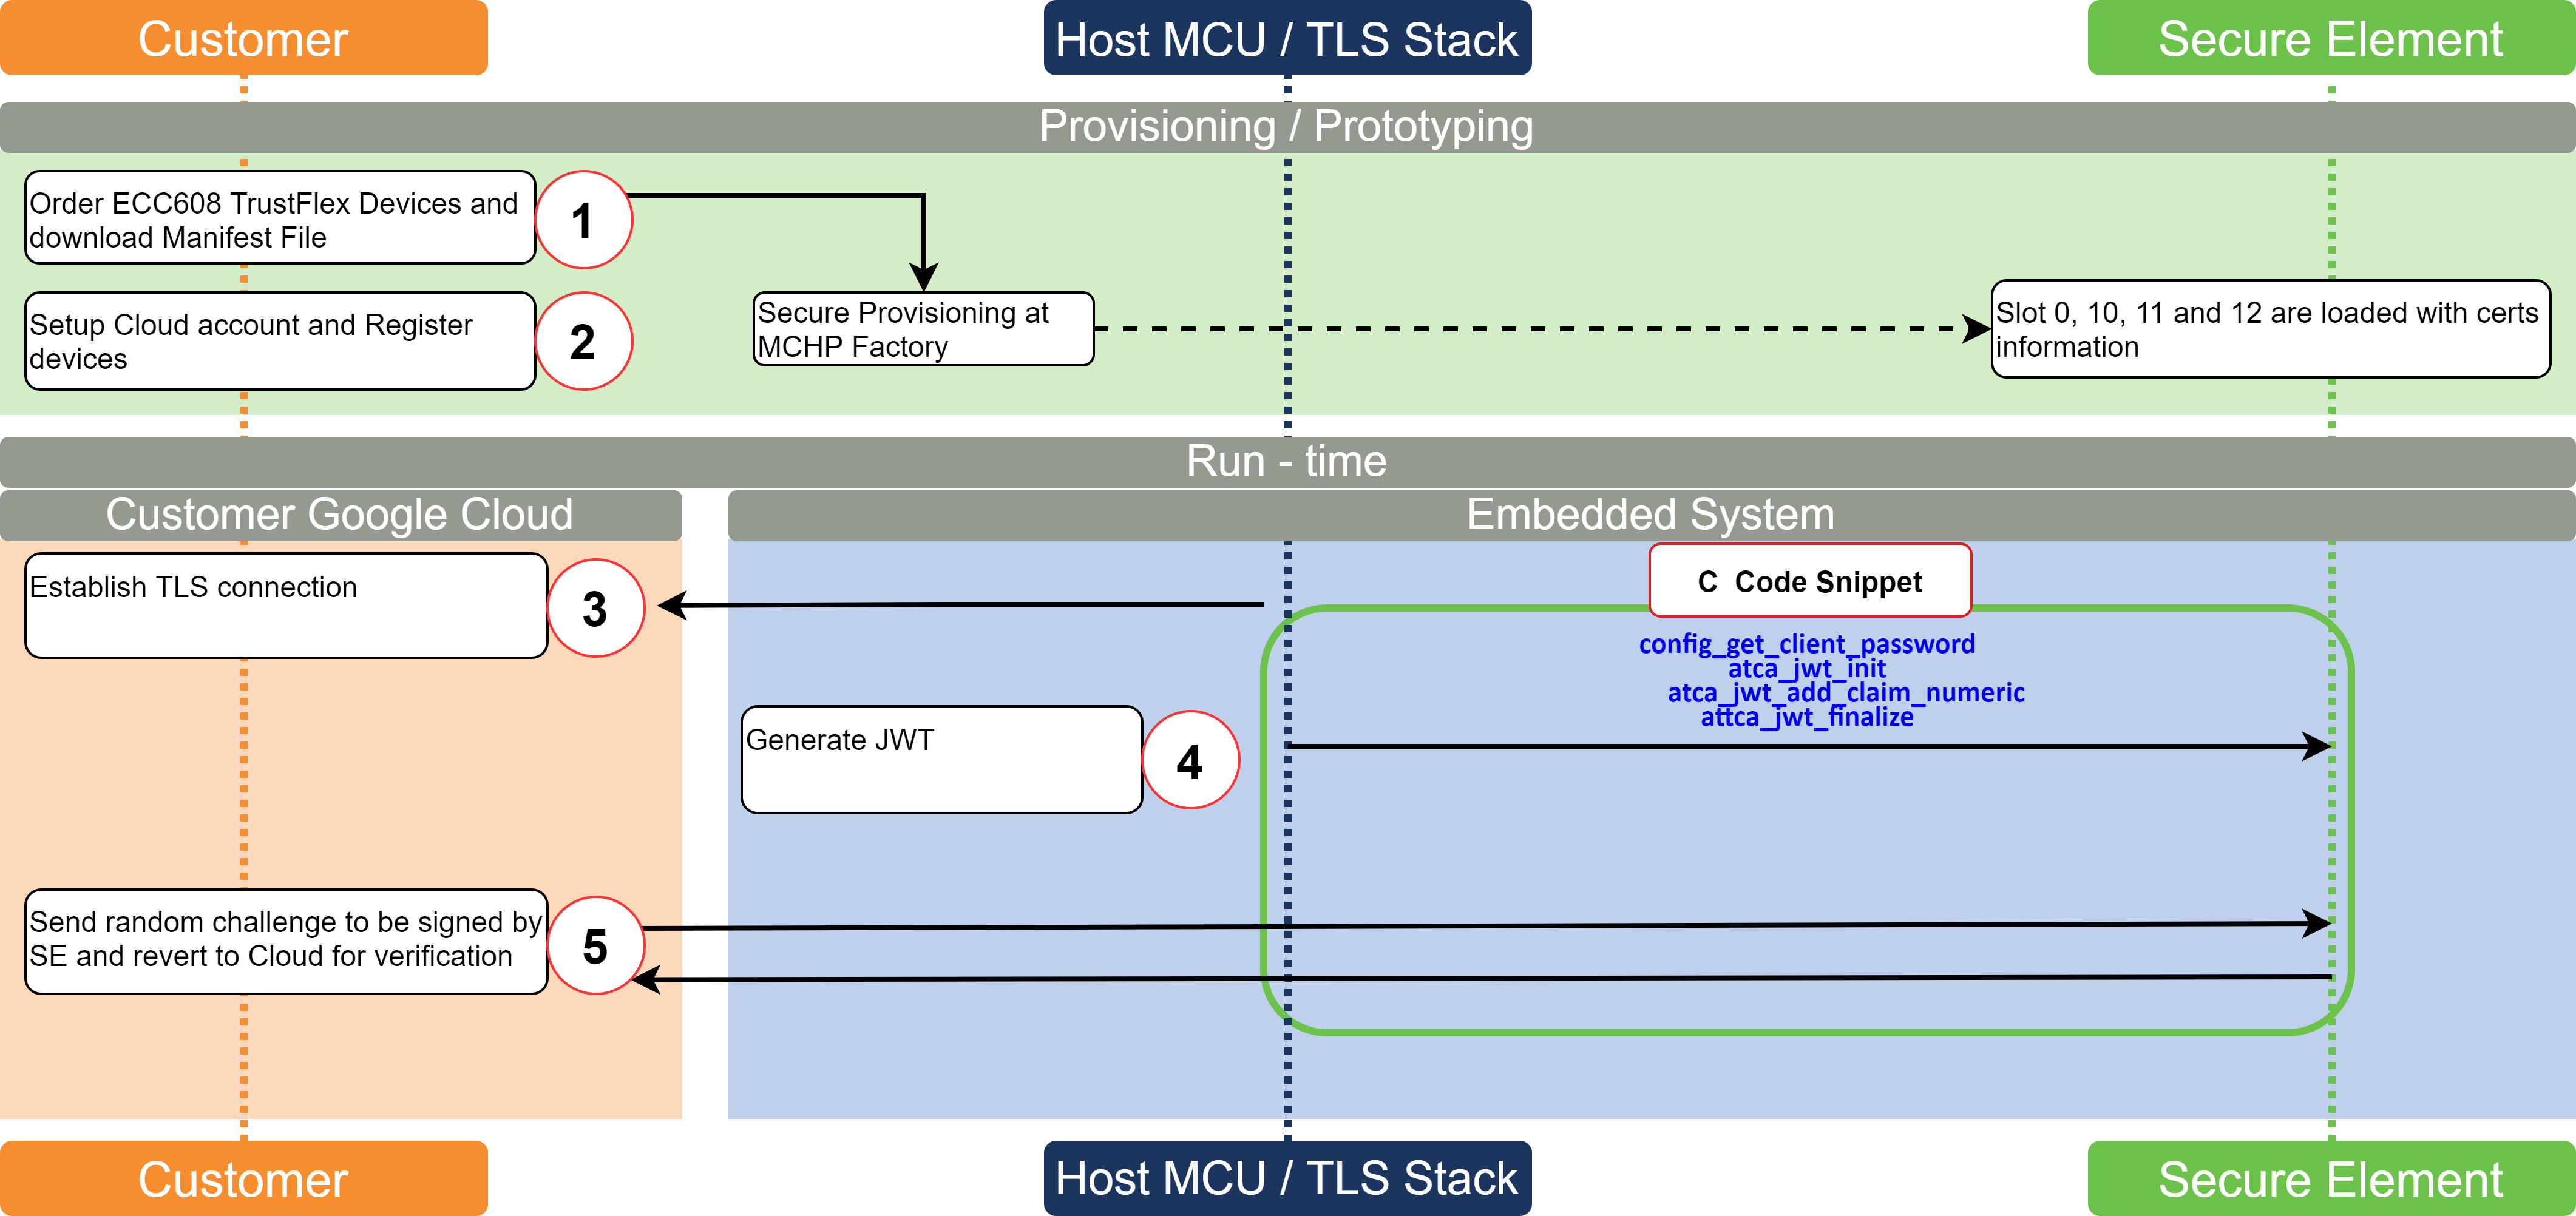 Customer
Host MCU / TLS Stack
Secure Element
Provisioning / Prototyping
Order ECC608 TrustFlex Devices and
download Manifest File
1
Setup Cloud account and Register
devices
2
Secure Provisioning at
MCHP Factory
Slot 0, 10, 11 and 12 are loaded with certs
information
Run - time
Customer Google Cloud
Embedded System
Establish TLS connection
3
C  Code Snippet
config_get_client_password
atca_jwt_init
atca_jwt_add_claim_numeric
attca_jwt_finalize
Generate JWT
4
Send random challenge to be signed by
SE and revert to Cloud for verification
5
Customer
Host MCU / TLS Stack
Secure Element